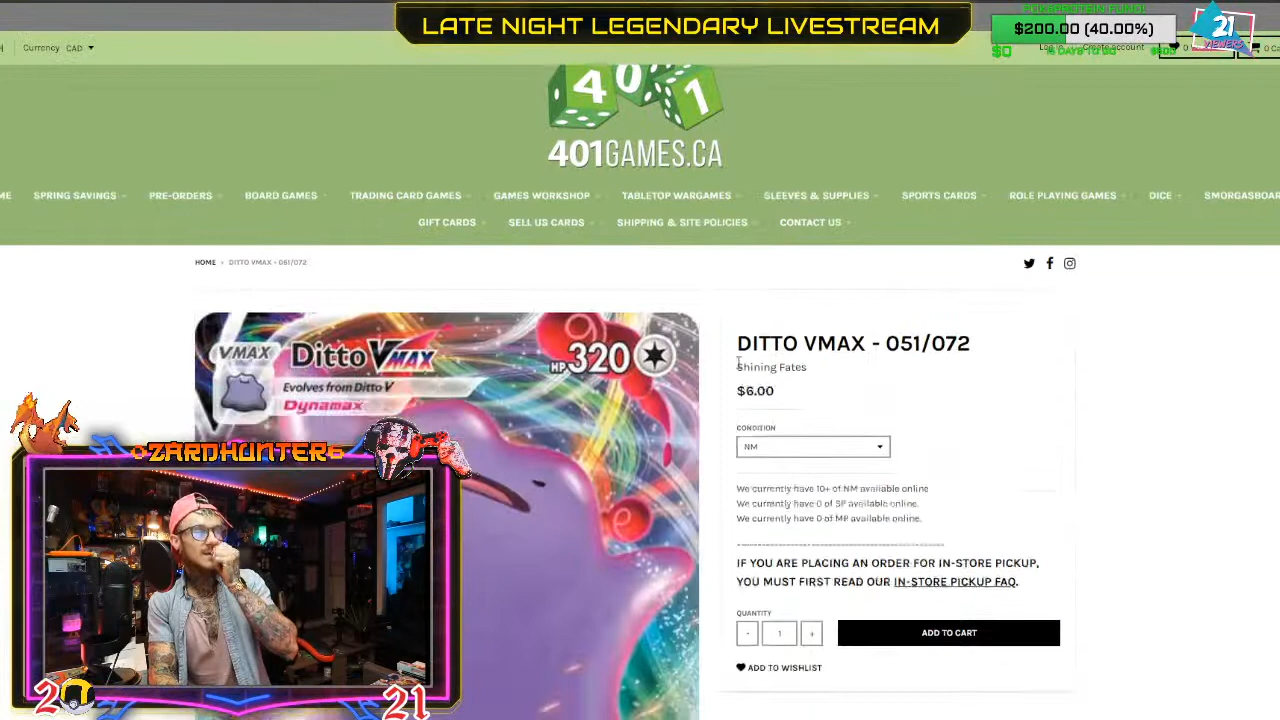 LATE NIGHT LEGENDARY LIVESTREAM
$200.00 (40.00%)
$0
21
VIEWERS
Currency CAD
Log in
Create account
401
401GAMES.CA
SPRING SAVINGS
PRE-ORDERS
BOARD GAMES
TRADING CARD GAMES
GAMES WORKSHOP
TABLETOP WARGAMES
SLEEVES & SUPPLIES
SPORTS CARDS
ROLE PLAYING GAMES
DICE
SMORGASBOAR
GIFT CARDS
SELL US CARDS
SHIPPING & SITE POLICIES
CONTACT US
HOME
DITTO VMAX - 051/072
VMAX
Ditto VMAX
HP 320
Evolves from Ditto V
Dynamax
DITTO VMAX - 051/072
Shining Fates
$6.00
CONDITION
NM
We currently have 10+ of NM available online
We currently have 0 of SP available online.
We currently have 0 of MP available online.
IF YOU ARE PLACING AN ORDER FOR IN-STORE PICKUP,
YOU MUST FIRST READ OUR IN-STORE PICKUP FAQ.
QUANTITY
- 1 +
ADD TO CART
ADD TO WISHLIST
ZARDHUNTER
21